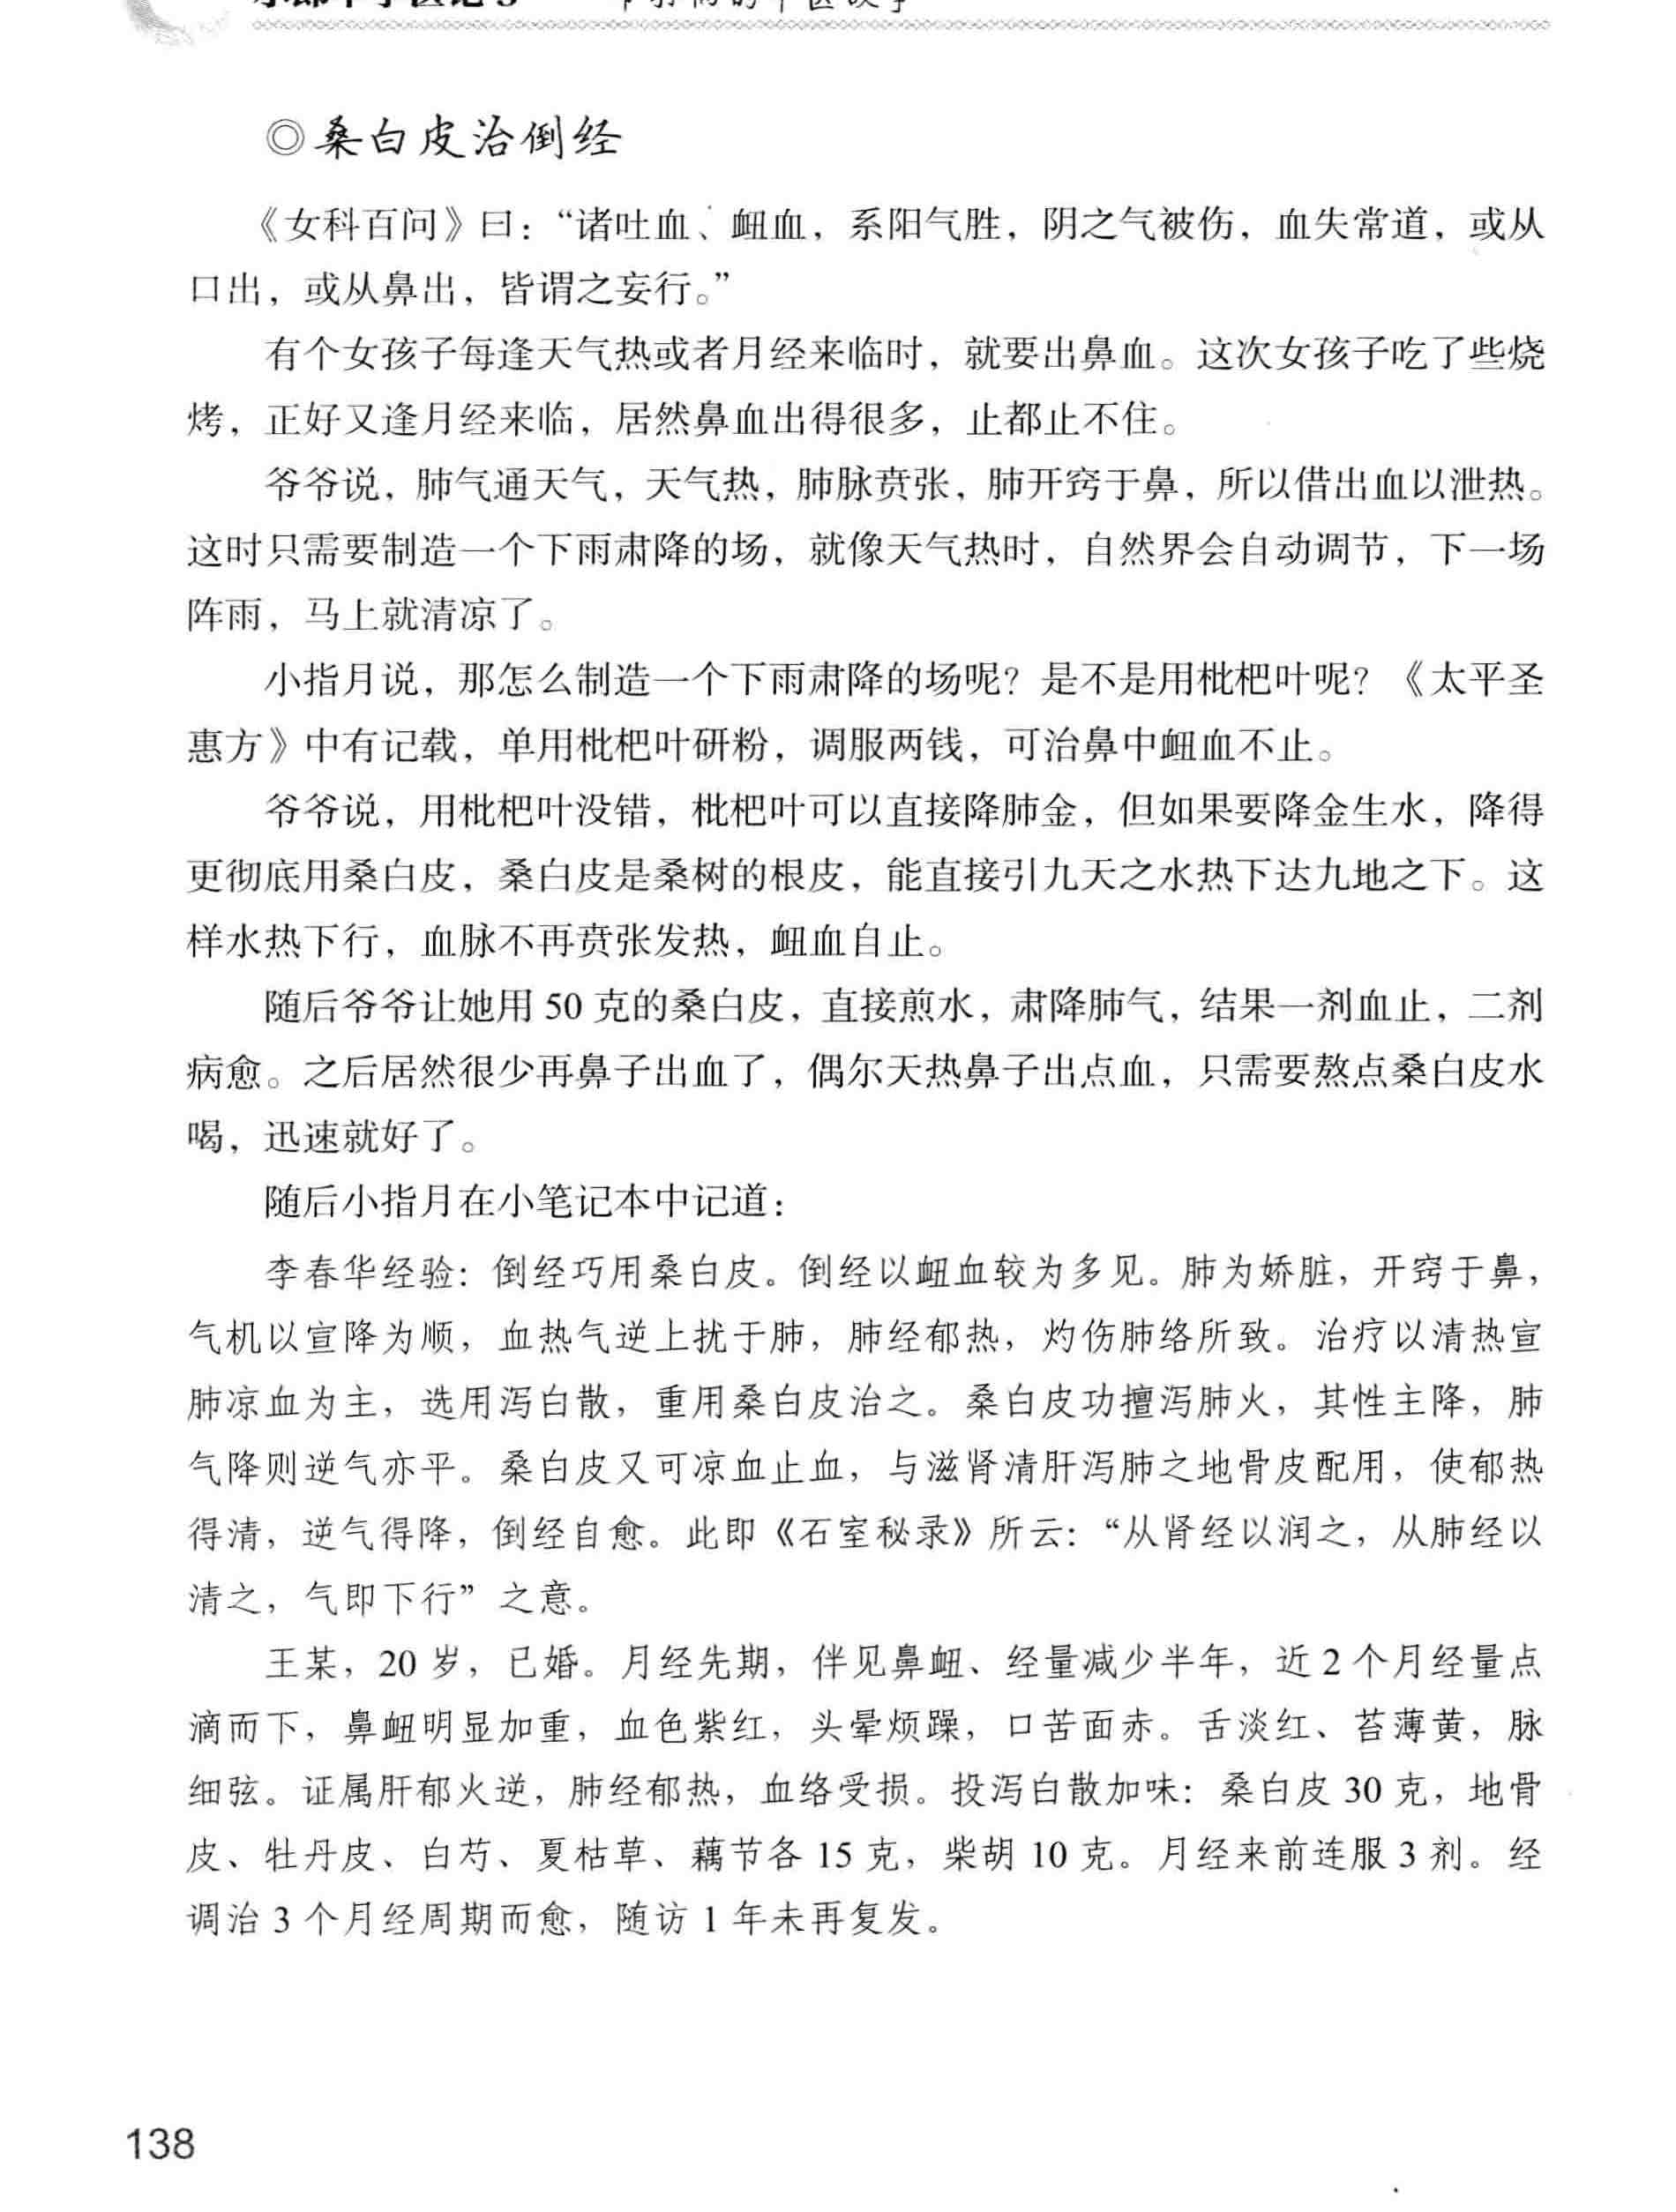 ◎桑白皮治倒经
《女科百问》曰：“诸吐血、衄血，系阳气胜，阴之气被伤，血失常道，或从
口出，或从鼻出，皆谓之妄行。”
有个女孩子每逢天气热或者月经来临时，就要出鼻血。这次女孩子吃了些烧
烤，正好又逢月经来临，居然鼻血出得很多，止都止不住。
爷爷说，肺气通天气，天气热，肺脉贲张，肺开窍于鼻，所以借出血以泄热。
这时只需要制造一个下雨肃降的场，就像天气热时，自然界会自动调节，下一场
阵雨，马上就清凉了。
小指月说，那怎么制造一个下雨肃降的场呢？是不是用枇杷叶呢？《太平圣
惠方》中有记载，单用枇杷叶研粉，调服两钱，可治鼻中衄血不止。
爷爷说，用枇杷叶没错，枇杷叶可以直接降肺金，但如果要降金生水，降得
更彻底用桑白皮，桑白皮是桑树的根皮，能直接引九天之水热下达九地之下。这
样水热下行，血脉不再贲张发热，衄血自止。
随后爷爷让她用 50 克的桑白皮，直接煎水，肃降肺气，结果一剂血止，二剂
病愈。之后居然很少再鼻子出血了，偶尔天热鼻子出点血，只需要熬点桑白皮水
喝，迅速就好了。
随后小指月在小笔记本中记道：
李春华经验：倒经巧用桑白皮。倒经以衄血较为多见。肺为娇脏，开窍于鼻，
气机以宣降为顺，血热气逆上扰于肺，肺经郁热，灼伤肺络所致。治疗以清热宣
肺凉血为主，选用泻白散，重用桑白皮治之。桑白皮功擅泻肺火，其性主降，肺
气降则逆气亦平。桑白皮又可凉血止血，与滋肾清肝泻肺之地骨皮配用，使郁热
得清，逆气得降，倒经自愈。此即《石室秘录》所云：“从肾经以润之，从肺经以
清之，气即下行”之意。
王某，20 岁，已婚。月经先期，伴见鼻衄、经量减少半年，近 2 个月经量点
滴而下，鼻衄明显加重，血色紫红，头晕烦躁，口苦面赤。舌淡红、苔薄黄，脉
细弦。证属肝郁火逆，肺经郁热，血络受损。投泻白散加味：桑白皮 30 克，地骨
皮、牡丹皮、白芍、夏枯草、藕节各 15 克，柴胡 10 克。月经来前连服 3 剂。经
调治 3 个月经周期而愈，随访 1 年未再复发。
138